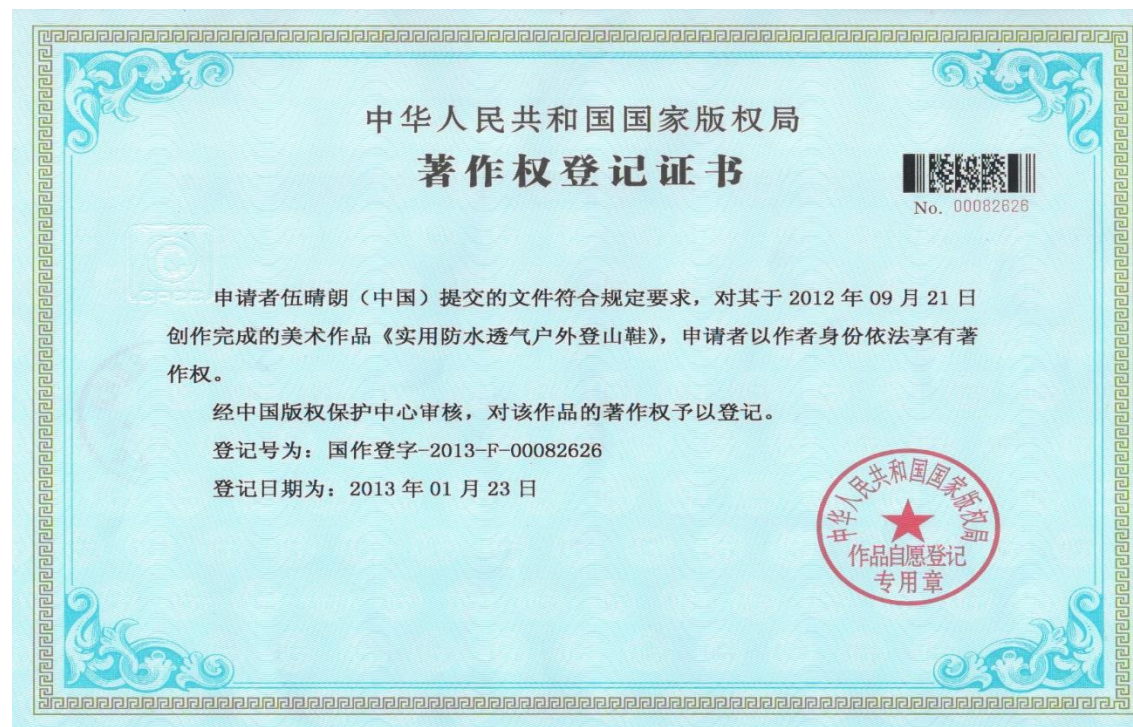 中华人民共和国国家版权局
著作权登记证书
No. 00082626
CPCC
申请者伍晴朗（中国）提交的文件符合规定要求，对其于 2012 年 09 月 21 日
创作完成的美术作品《实用防水透气户外登山鞋》，申请者以作者身份依法享有著
作权。
经中国版权保护中心审核，对该作品的著作权予以登记。
登记号为：国作登字-2013-F-00082626
登记日期为：2013 年 01 月 23 日
中华人民共和国国家版权局
作品自愿登记
专用章